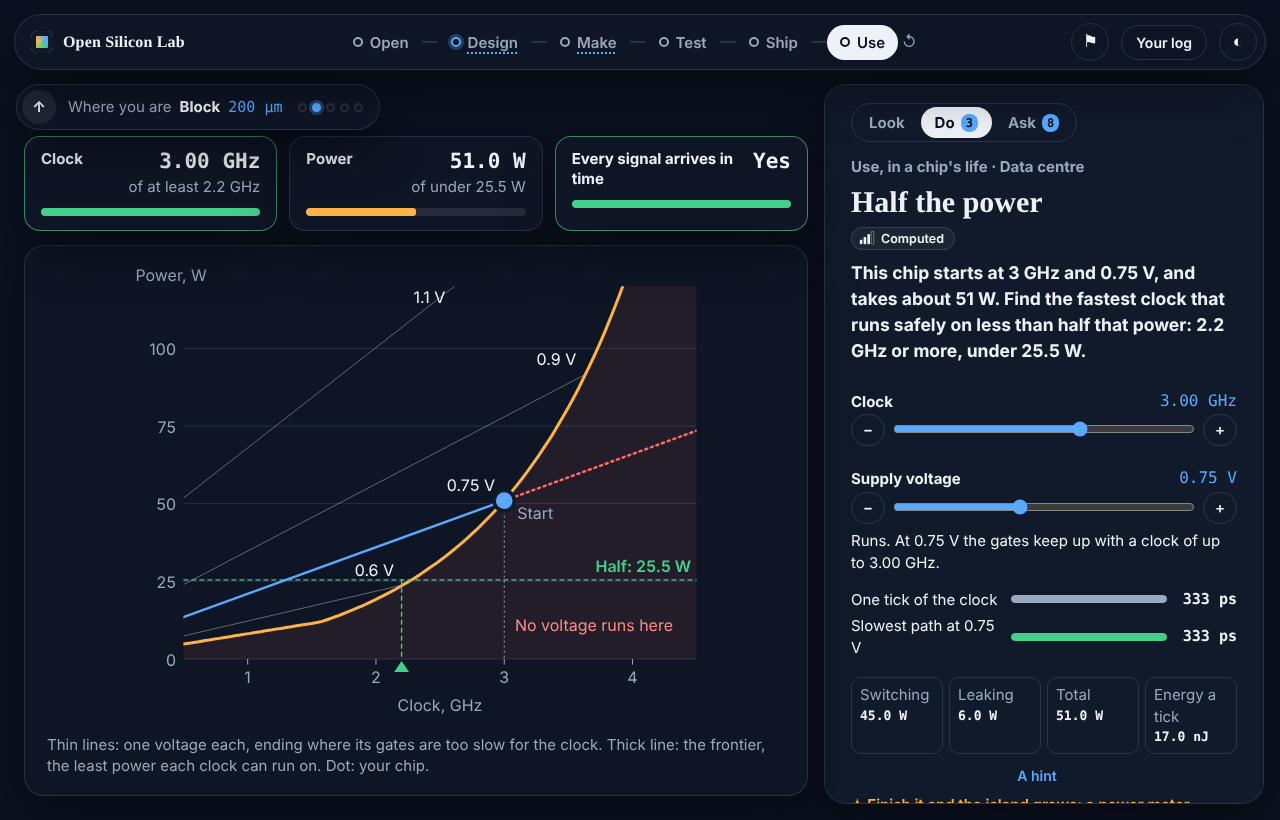 Open Silicon Lab
Open
Design
Make
Test
Ship
Use
Your log
Where you are Block 200 µm
Clock
3.00 GHz
of at least 2.2 GHz
Power
51.0 W
of under 25.5 W
Every signal arrives in
time
Yes
Power, W
1.1 V
100
0.9 V
75
0.75 V
50
Start
0.6 V
Half: 25.5 W
25
No voltage runs here
0
1
2
3
4
Clock, GHz
Thin lines: one voltage each, ending where its gates are too slow for the clock. Thick line: the frontier,
the least power each clock can run on. Dot: your chip.
Look
Do 3
Ask 8
Use, in a chip's life · Data centre
Half the power
Computed
This chip starts at 3 GHz and 0.75 V, and
takes about 51 W. Find the fastest clock that
runs safely on less than half that power: 2.2
GHz or more, under 25.5 W.
Clock
3.00 GHz
−
+
Supply voltage
0.75 V
−
+
Runs. At 0.75 V the gates keep up with a clock of up
to 3.00 GHz.
One tick of the clock
333 ps
Slowest path at 0.75
V
333 ps
Switching
45.0 W
Leaking
6.0 W
Total
51.0 W
Energy a
tick
17.0 nJ
A hint
Finish it and the island grows: a power meter